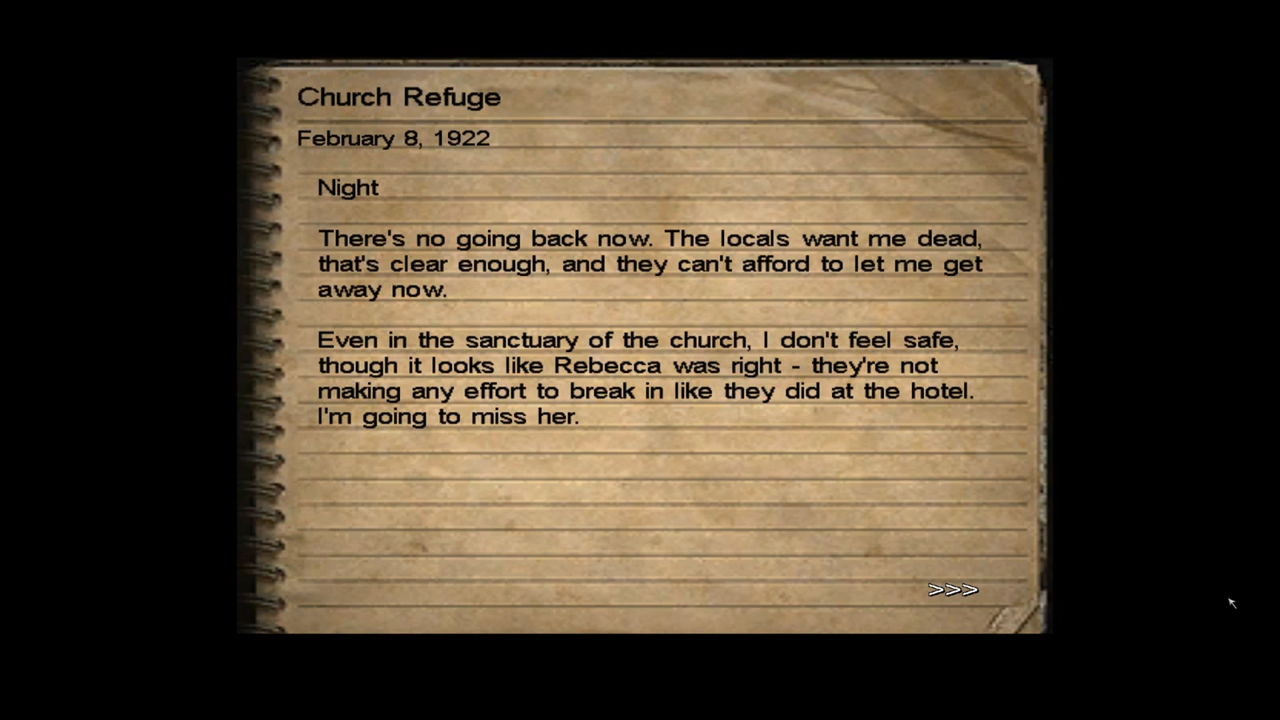 Church Refuge
February 8, 1922
Night
There's no going back now. The locals want me dead,
that's clear enough, and they can't afford to let me get
away now.
Even in the sanctuary of the church, I don't feel safe,
though it looks like Rebecca was right - they're not
making any effort to break in like they did at the hotel.
I'm going to miss her.
>>>